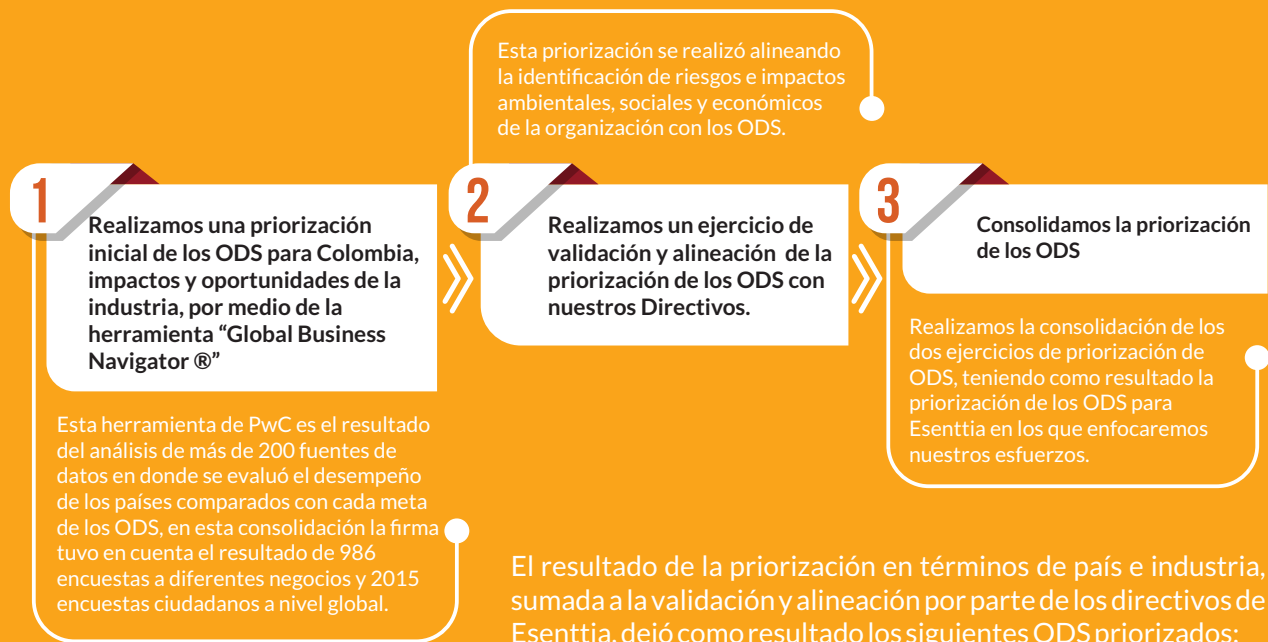 1
Realizamos una priorización
inicial de los ODS para Colombia,
impactos y oportunidades de la
industria, por medio de la
herramienta “Global Business
Navigator ®”
Esta herramienta de PwC es el resultado
del análisis de más de 200 fuentes de
datos en donde se evaluó el desempeño
de los países comparados con cada meta
de los ODS, en esta consolidación la firma
tuvo en cuenta el resultado de 986
encuestas a diferentes negocios y 2015
encuestas ciudadanos a nivel global.
Esta priorización se realizó alineando
la identificación de riesgos e impactos
ambientales, sociales y económicos
de la organización con los ODS.
2
Realizamos un ejercicio de
validación y alineación de la
priorización de los ODS con
nuestros Directivos.
3
Consolidamos la priorización
de los ODS
Realizamos la consolidación de los
dos ejercicios de priorización de
ODS, teniendo como resultado la
priorización de los ODS para
Esenttia en los que enfocaremos
nuestros esfuerzos.
El resultado de la priorización en términos de país e industria,
sumada a la validación y alineación por parte de los directivos de
Esenttia, dejó como resultado los siguientes ODS priorizados: